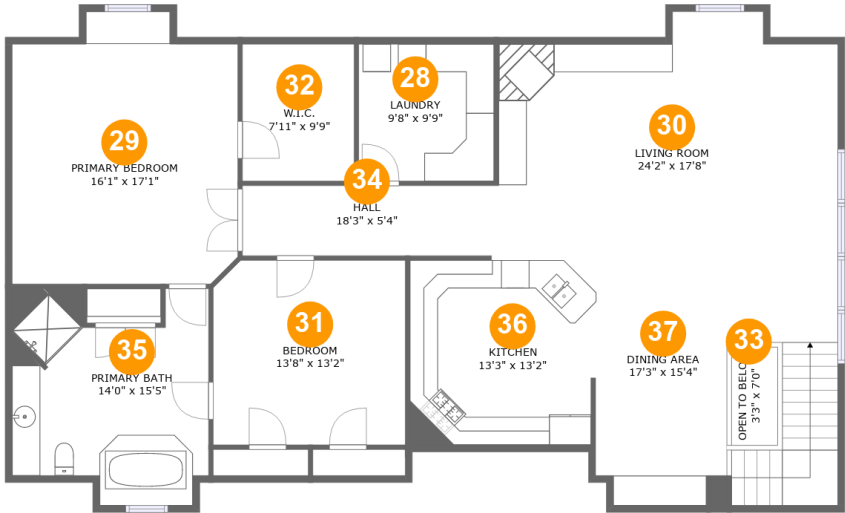 32
W.I.C.
7'11" x 9'9"
28
LAUNDRY
9'8" x 9'9"
29
PRIMARY BEDROOM
16'1" x 17'1"
30
LIVING ROOM
24'2" x 17'8"
34
HALL
18'3" x 5'4"
31
BEDROOM
13'8" x 13'2"
36
KITCHEN
13'3" x 13'2"
37
DINING AREA
17'3" x 15'4"
33
OPEN TO
3'3" x 7'0"
35
PRIMARY BATH
14'0" x 15'5"